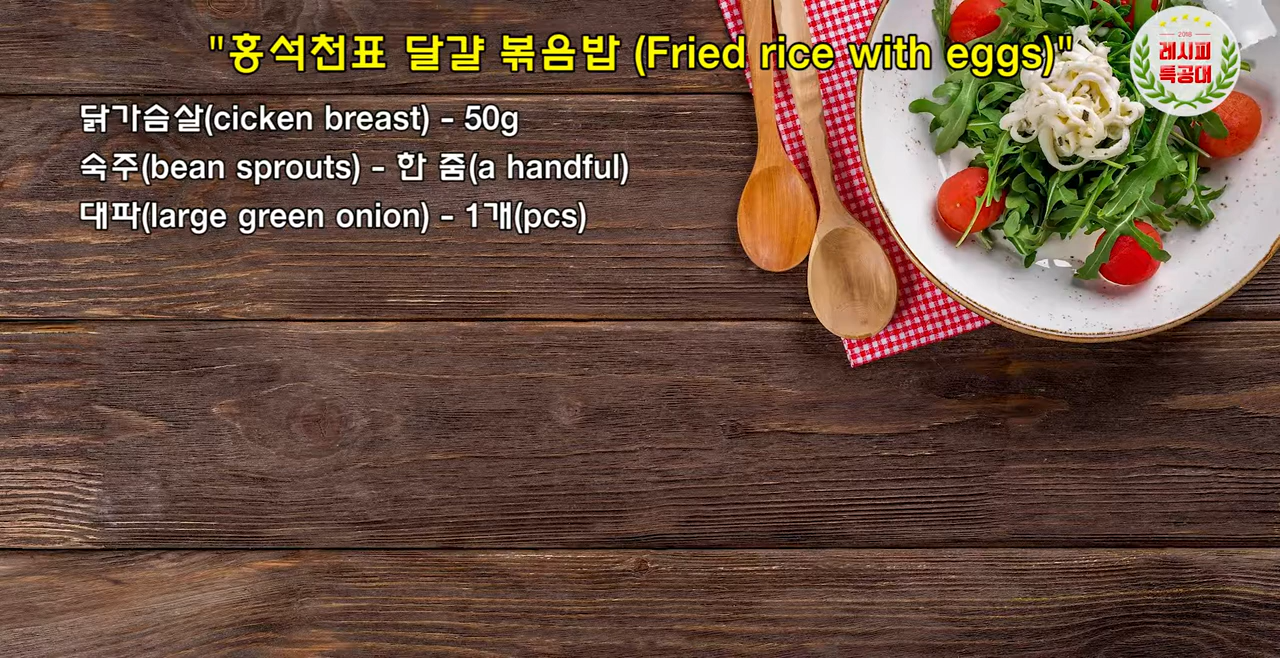 "홍석천표 달걀 볶음밥 (Fried rice with eggs)"
2018
레시피
특공대
닭가슴살(cicken breast) - 50g
숙주(bean sprouts) - 한 줌(a handful)
대파(large green onion) - 1개(pcs)